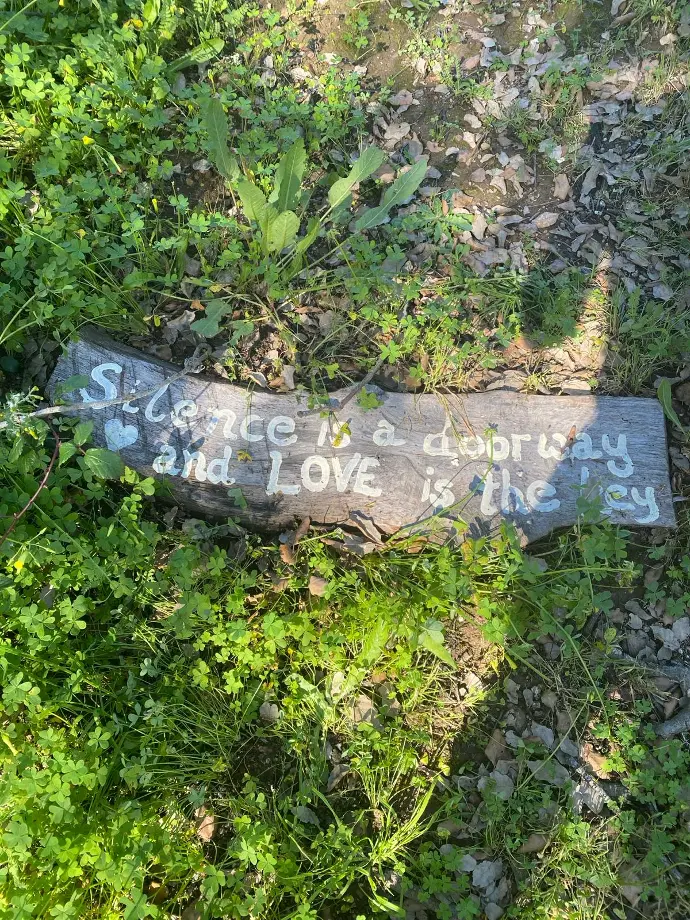 Silence is a doorway
and LOVE is the key